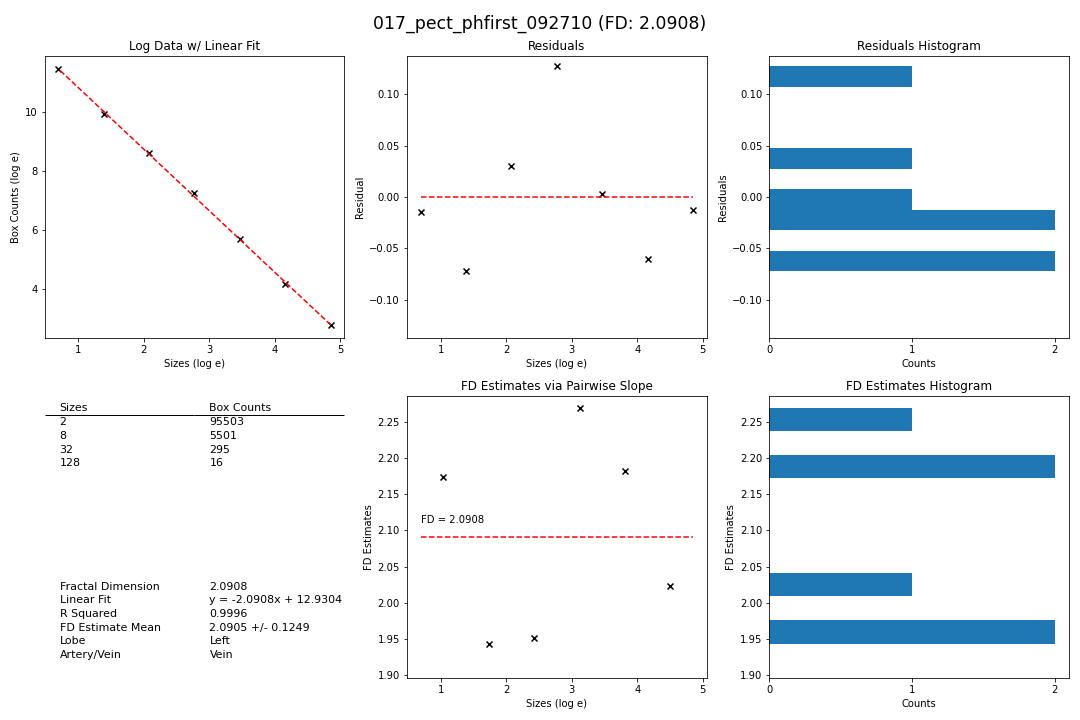 017_pect_phfirst_092710 (FD: 2.0908)
Log Data w/ Linear Fit
Box Counts (log e)
10
8
6
4
1 2 3 4 5
Sizes (log e)
Residuals
Residual
0.10
0.05
0.00
−0.05
−0.10
1 2 3 4 5
Sizes (log e)
Residuals Histogram
Residuals
0.10
0.05
0.00
−0.05
−0.10
0 1 2
Counts
Sizes Box Counts
2 95503
8 5501
32 295
128 16
Fractal Dimension 2.0908
Linear Fit y = -2.0908x + 12.9304
R Squared 0.9996
FD Estimate Mean 2.0905 +/- 0.1249
Lobe Left
Artery/Vein Vein
FD Estimates via Pairwise Slope
FD Estimates
2.25
2.20
2.15
2.10
2.05
2.00
1.95
1.90
FD = 2.0908
1 2 3 4 5
Sizes (log e)
FD Estimates Histogram
FD Estimates
2.25
2.20
2.15
2.10
2.05
2.00
1.95
1.90
0 1 2
Counts